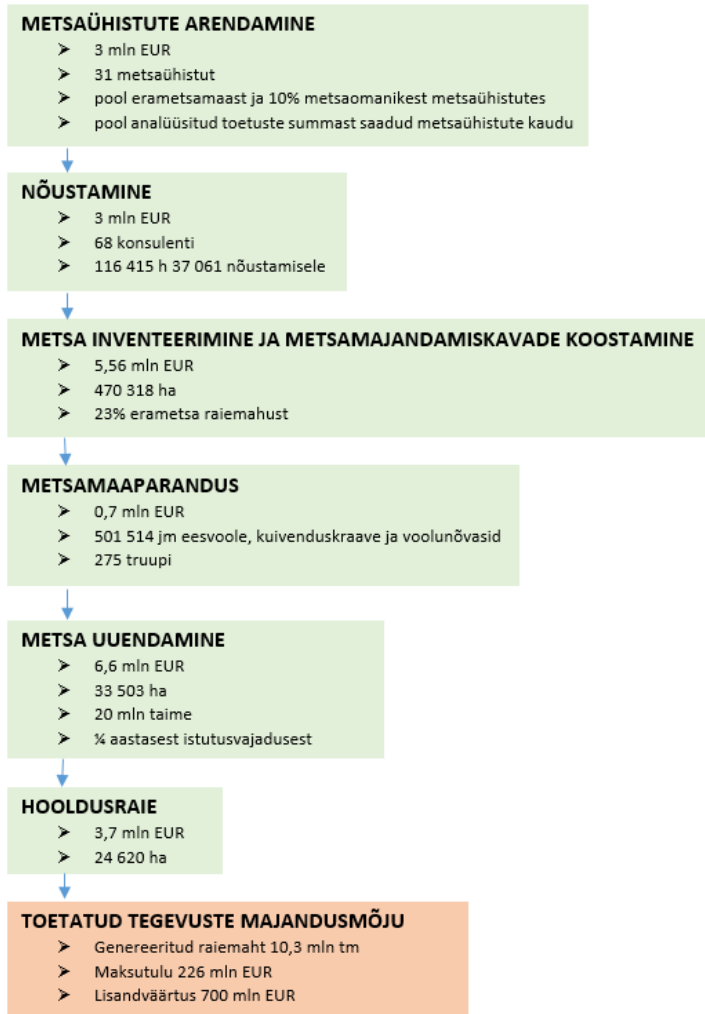 METSAÜHISTUTE ARENDAMINE
➢ 3 mln EUR
➢ 31 metsaühistut
➢ pool erametsamaast ja 10% metsaomanikest metsaühistutes
➢ pool analüüsitud toetuste summast saadud metsaühistute kaudu
NÕUSTAMINE
➢ 3 mln EUR
➢ 68 konsulenti
➢ 116 415 h 37 061 nõustamisele
METSA INVENTEERIMINE JA METSAMAJANDAMISKAVADE KOOSTAMINE
➢ 5,56 mln EUR
➢ 470 318 ha
➢ 23% erametsa raiemahust
METSAMAAPARANDUS
➢ 0,7 mln EUR
➢ 501 514 jm eesvoole, kuivenduskraave ja voolunõvasid
➢ 275 truupi
METSA UUENDAMINE
➢ 6,6 mln EUR
➢ 33 503 ha
➢ 20 mln taime
➢ ¼ aastasest istutusvajadusest
HOOLDUSRAIE
➢ 3,7 mln EUR
➢ 24 620 ha
TOETATUD TEGEVUSTE MAJANDUSMÕJU
➢ Genereeritud raiemaht 10,3 mln tm
➢ Maksutulu 226 mln EUR
➢ Lisandväärtus 700 mln EUR